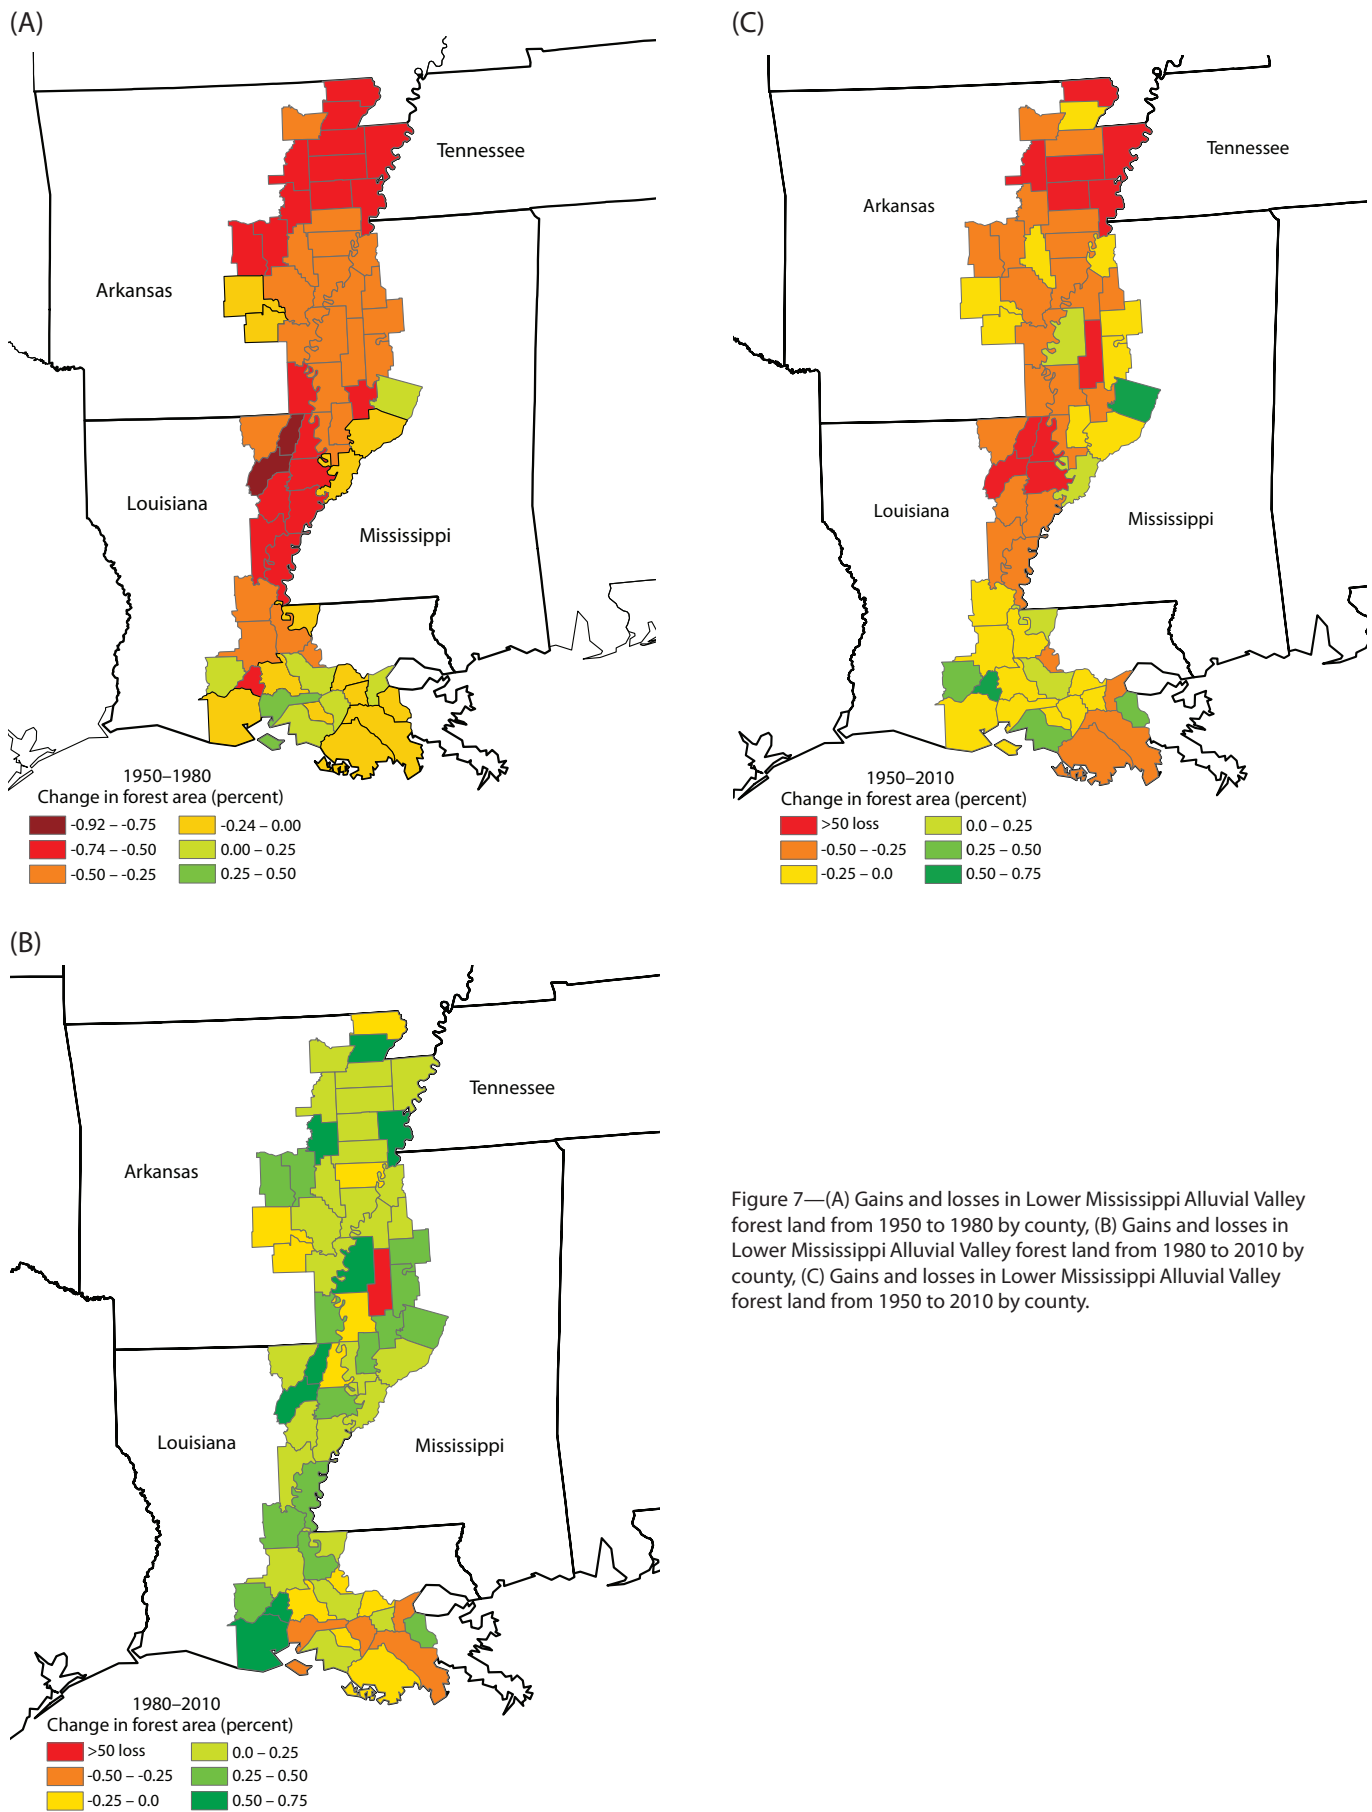 (A)
Tennessee
Arkansas
Louisiana
Mississippi
1950–1980
Change in forest area (percent)
-0.92 – -0.75
-0.74 – -0.50
-0.50 – -0.25
-0.24 – 0.00
0.00 – 0.25
0.25 – 0.50
(C)
Tennessee
Arkansas
Louisiana
Mississippi
1950–2010
Change in forest area (percent)
>50 loss
-0.50 – -0.25
-0.25 – 0.0
0.0 – 0.25
0.25 – 0.50
0.50 – 0.75
(B)
Tennessee
Arkansas
Louisiana
Mississippi
1980–2010
Change in forest area (percent)
>50 loss
-0.50 – -0.25
-0.25 – 0.0
0.0 – 0.25
0.25 – 0.50
0.50 – 0.75
Figure 7—(A) Gains and losses in Lower Mississippi Alluvial Valley
forest land from 1950 to 1980 by county, (B) Gains and losses in
Lower Mississippi Alluvial Valley forest land from 1980 to 2010 by
county, (C) Gains and losses in Lower Mississippi Alluvial Valley
forest land from 1950 to 2010 by county.